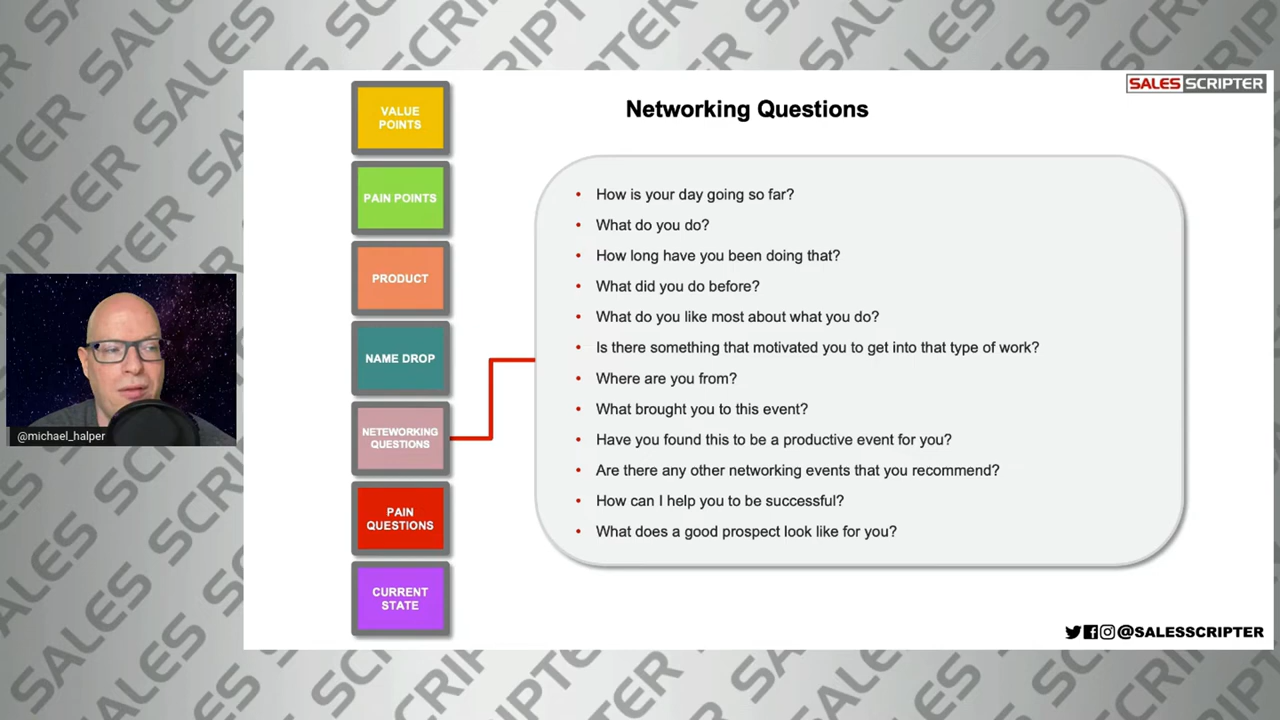 SALES SCRIPTER
Networking Questions
VALUE
POINTS
PAIN POINTS
PRODUCT
NAME DROP
NETEWORKING
QUESTIONS
PAIN
QUESTIONS
CURRENT
STATE
• How is your day going so far?
• What do you do?
• How long have you been doing that?
• What did you do before?
• What do you like most about what you do?
• Is there something that motivated you to get into that type of work?
• Where are you from?
• What brought you to this event?
• Have you found this to be a productive event for you?
• Are there any other networking events that you recommend?
• How can I help you to be successful?
• What does a good prospect look like for you?
@michael_halper
@SALESSCRIPTER